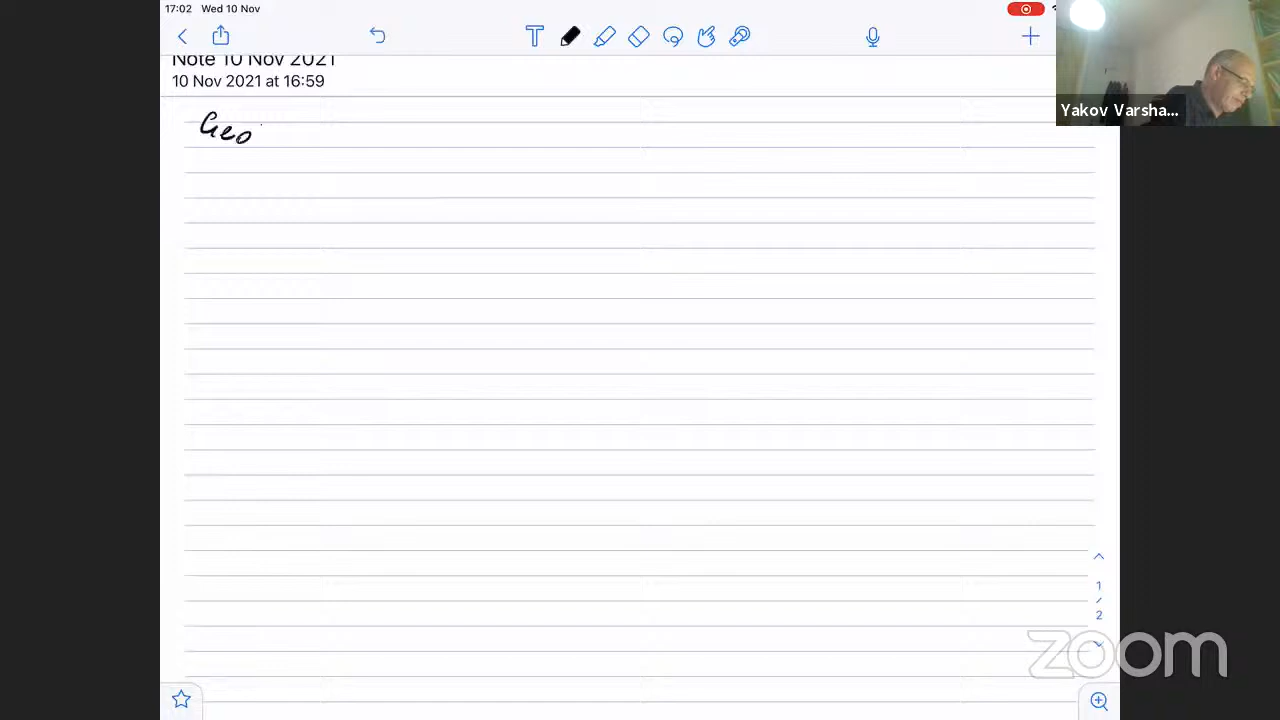 17:02 Wed 10 Nov
Note 10 Nov 2021
10 Nov 2021 at 16:59
Geo
Yakov Varsha...
1
/
2
zoom